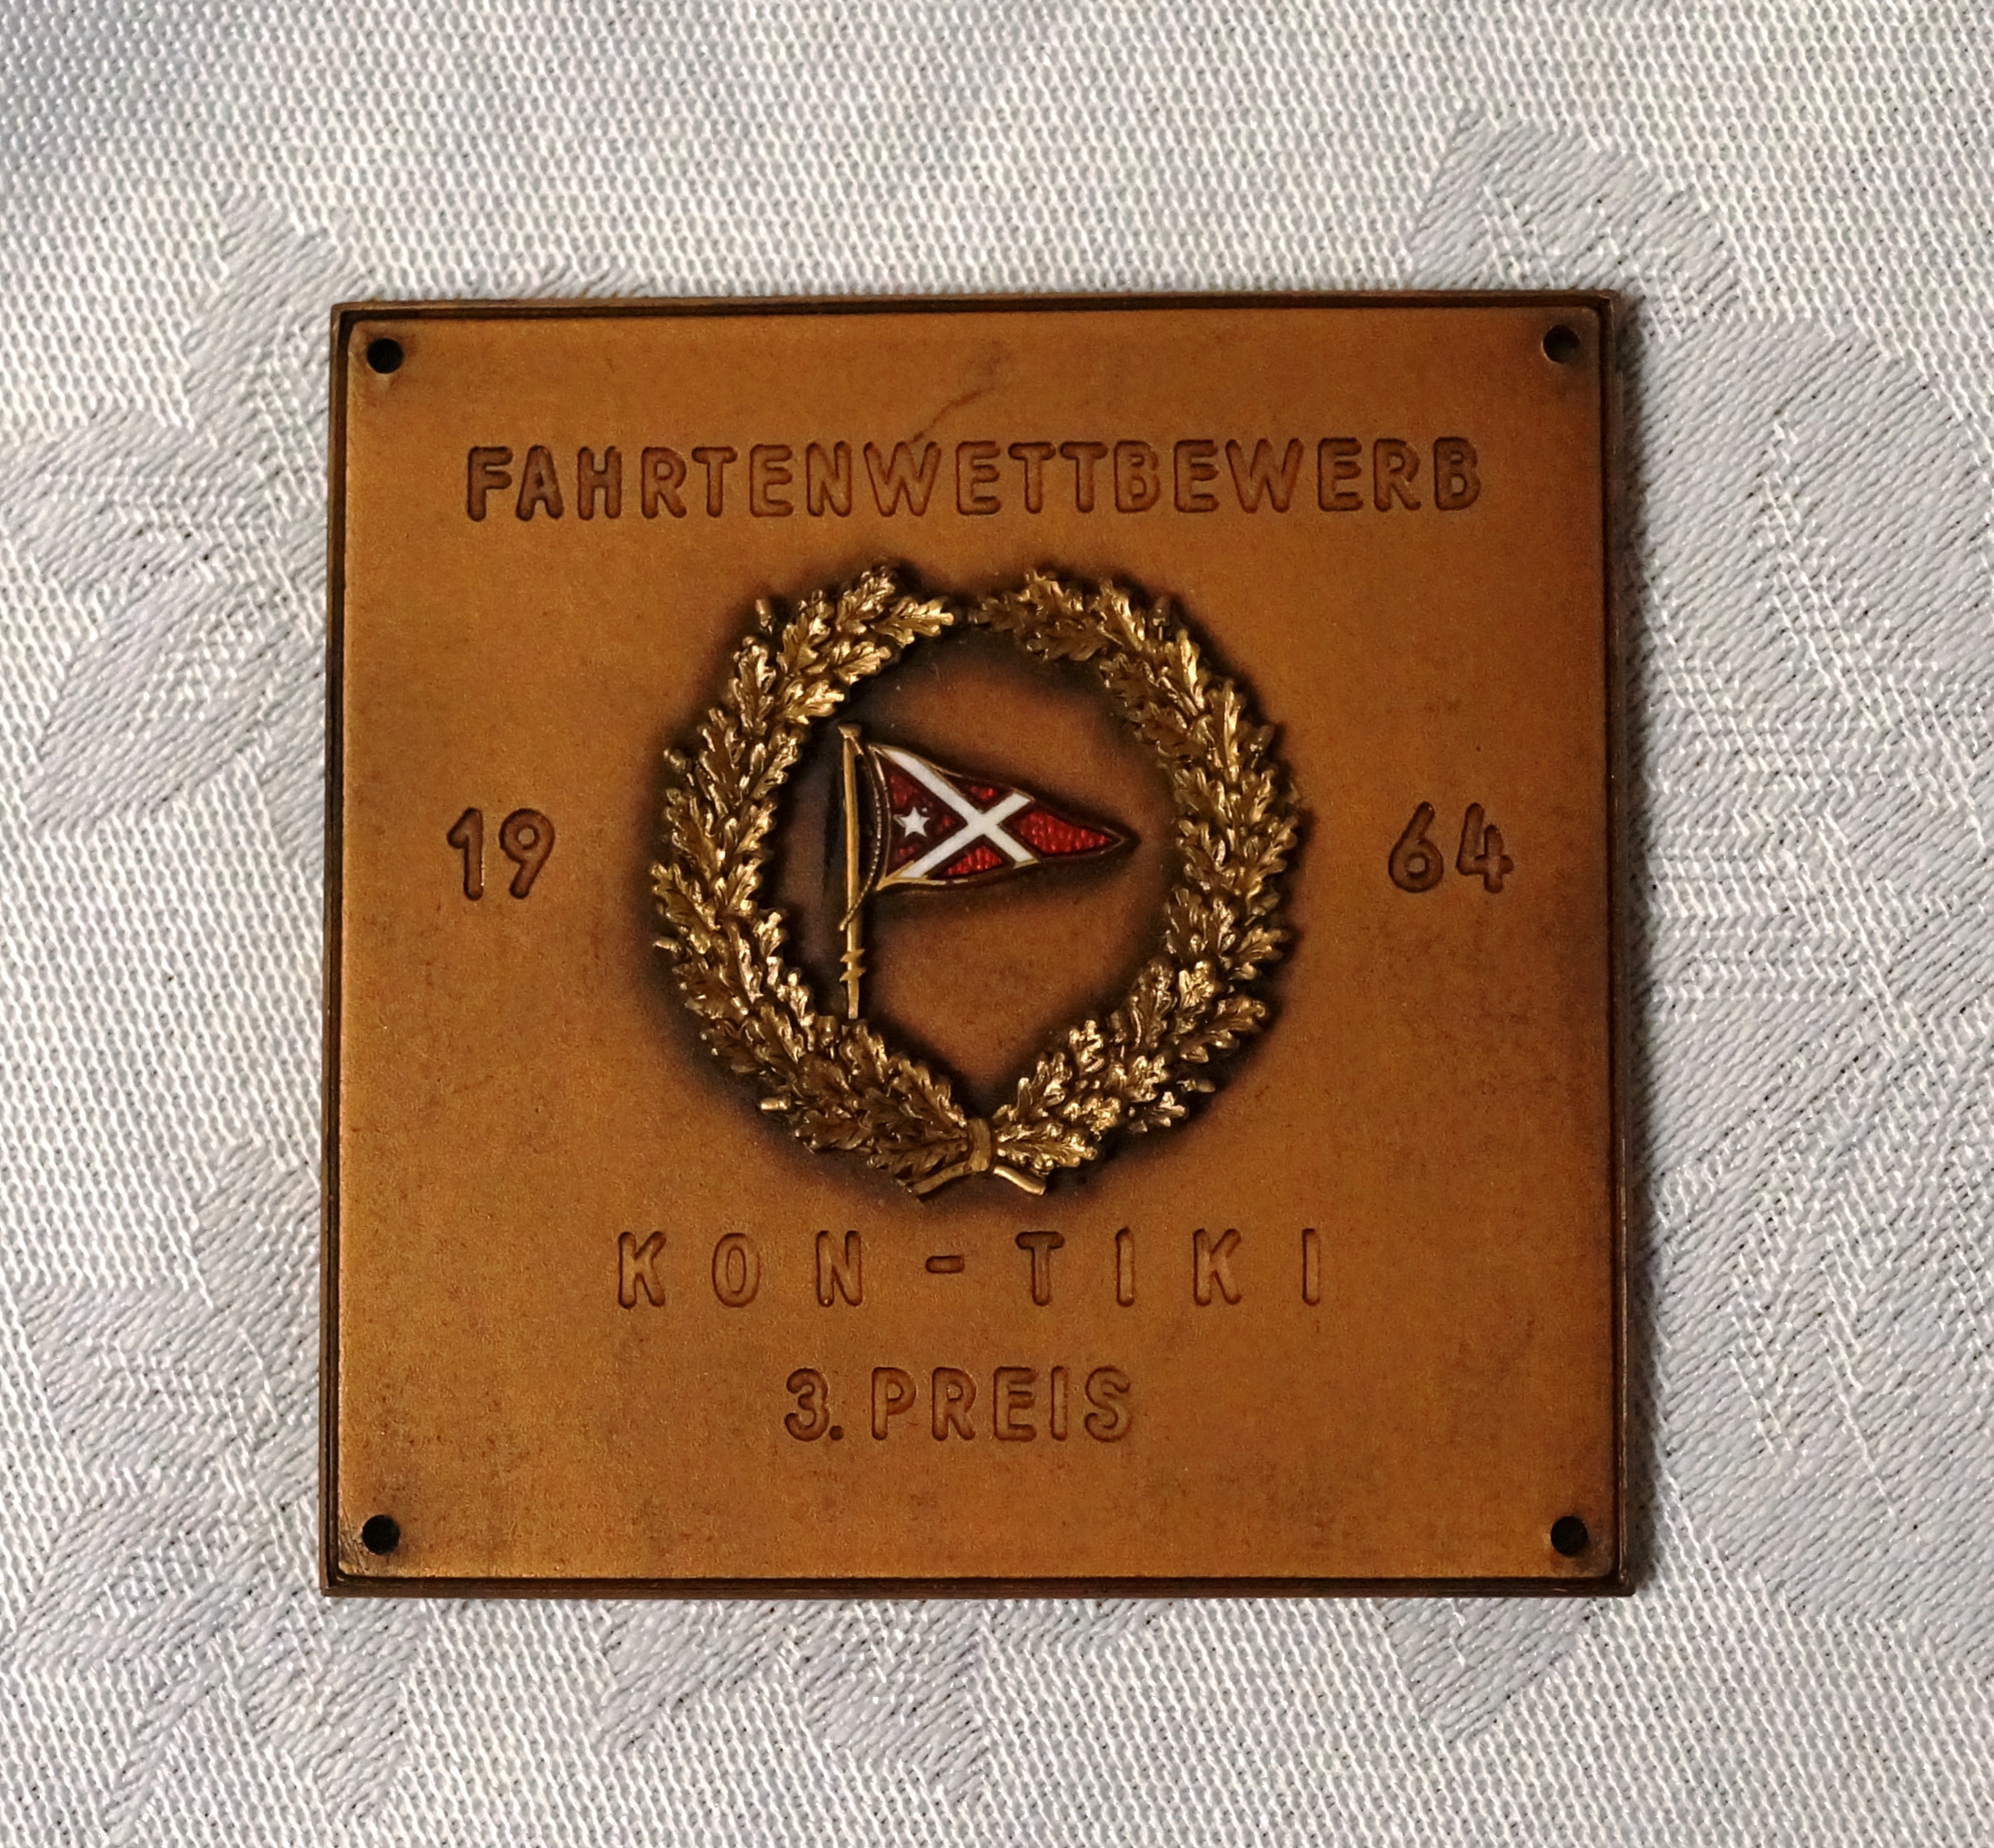 FAHRTENWETTBEWERB
19 64
KON-TIKI
3. PREIS